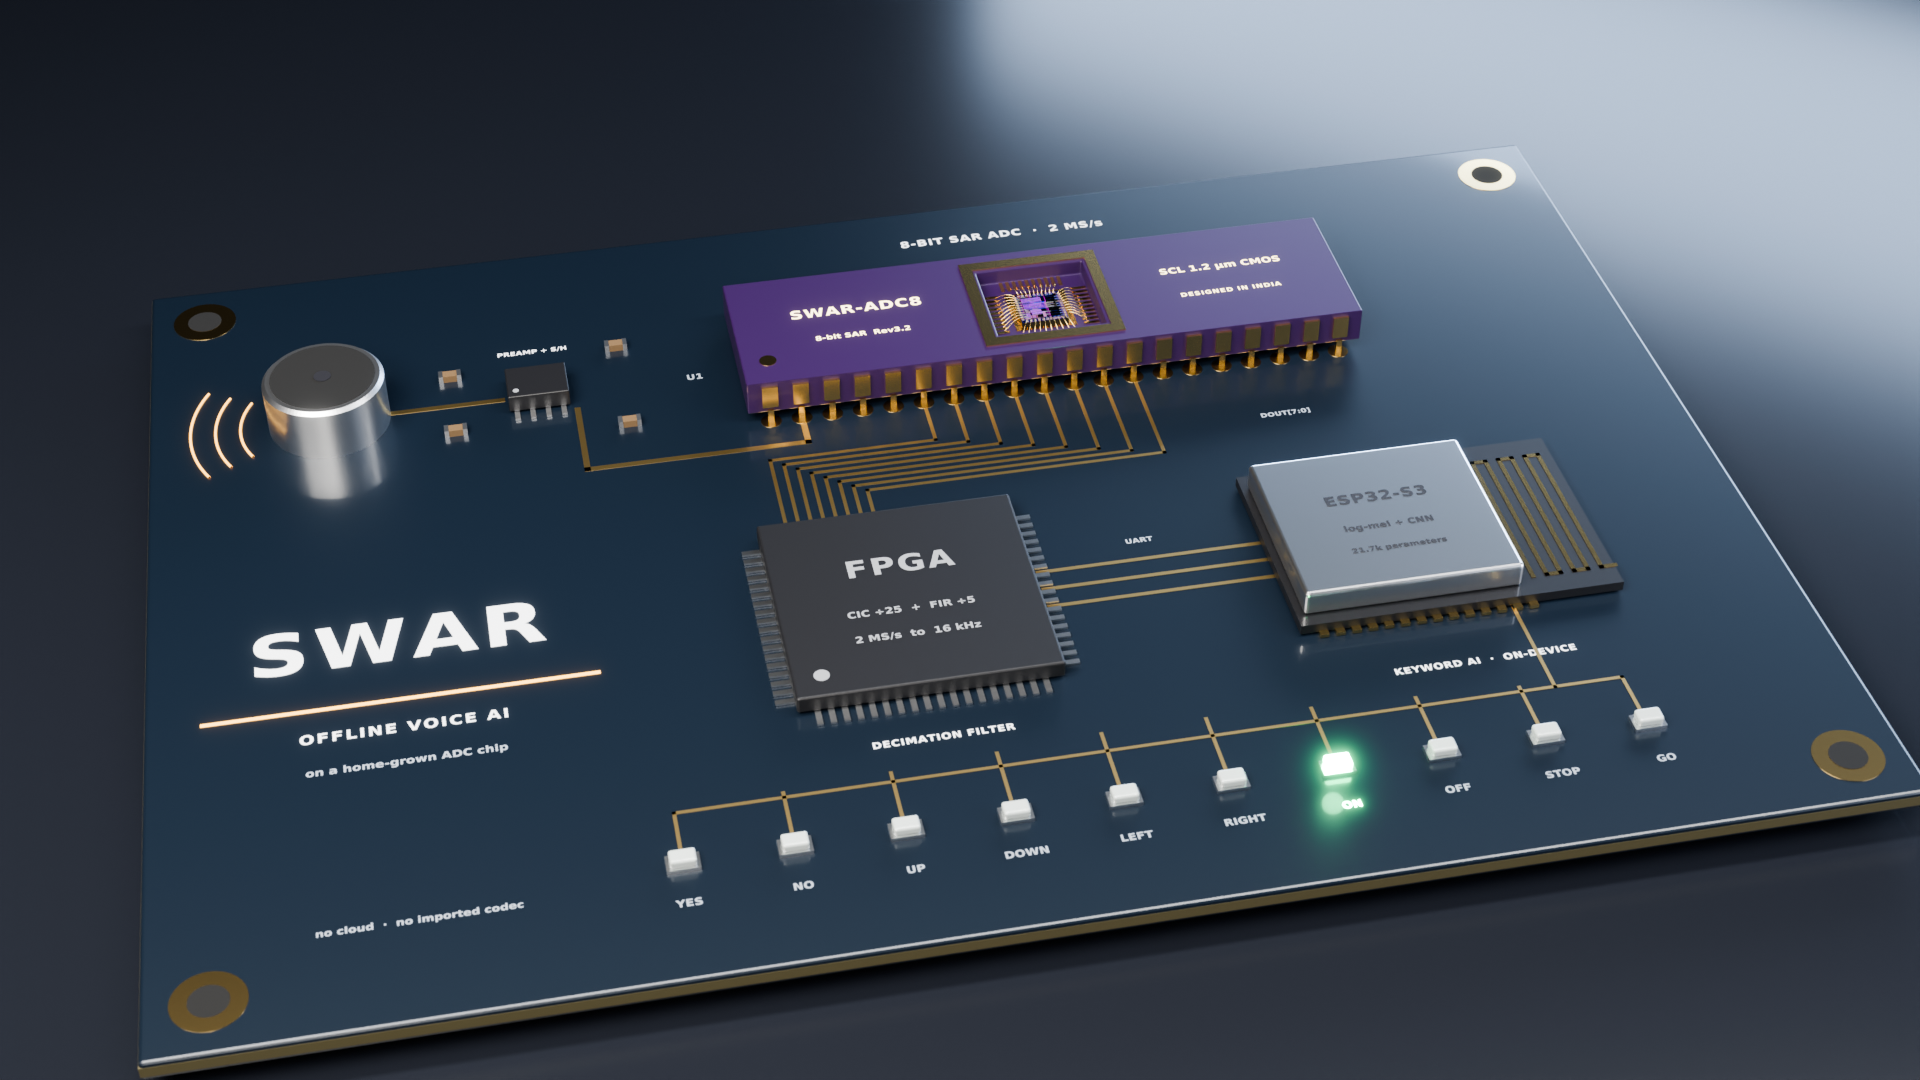 8-BIT SAR ADC · 2 MS/s
SWAR-ADC8
8-bit SAR Rev3.2
SCL 1.2 µm CMOS
DESIGNED IN INDIA
PREAMP + S/H
U1
DOUT[7:0]
ESP32-S3
log-mel + CNN
21.7k parameters
UART
FPGA
CIC ÷25 + FIR ÷5
2 MS/s to 16 kHz
DECIMATION FILTER
KEYWORD AI · ON-DEVICE
SWAR
OFFLINE VOICE AI
on a home-grown ADC chip
YES
NO
UP
DOWN
LEFT
RIGHT
ON
OFF
STOP
GO
no cloud · no imported codec